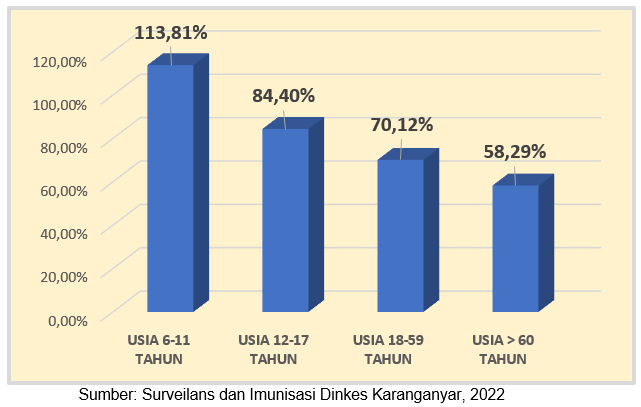 113,81%
84,40%
70,12%
58,29%
120,00%
100,00%
80,00%
60,00%
40,00%
20,00%
0,00%
USIA 6-11 TAHUN
USIA 12-17 TAHUN
USIA 18-59 TAHUN
USIA > 60 TAHUN
Sumber: Surveilans dan Imunisasi Dinkes Karanganyar, 2022